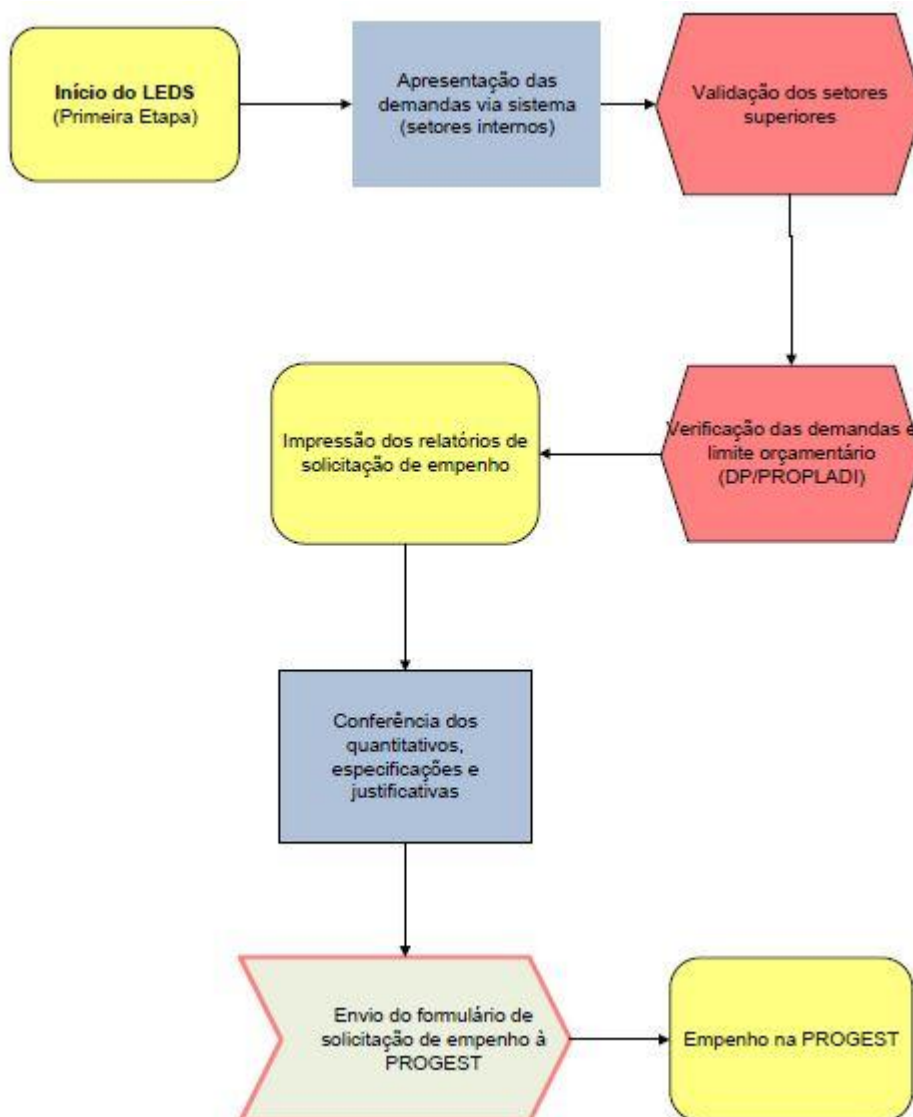 Início do LEDS
(Primeira Etapa)
Apresentação das
demandas via sistema
(setores internos)
Validação dos setores
superiores
Verificação das demandas e
limite orçamentário
(DP/PROPLADI)
Impressão dos relatórios de
solicitação de empenho
Conferência dos
quantitativos,
especificações e
justificativas
Envio do formulário de
solicitação de empenho à
PROGEST
Empenho na PROGEST